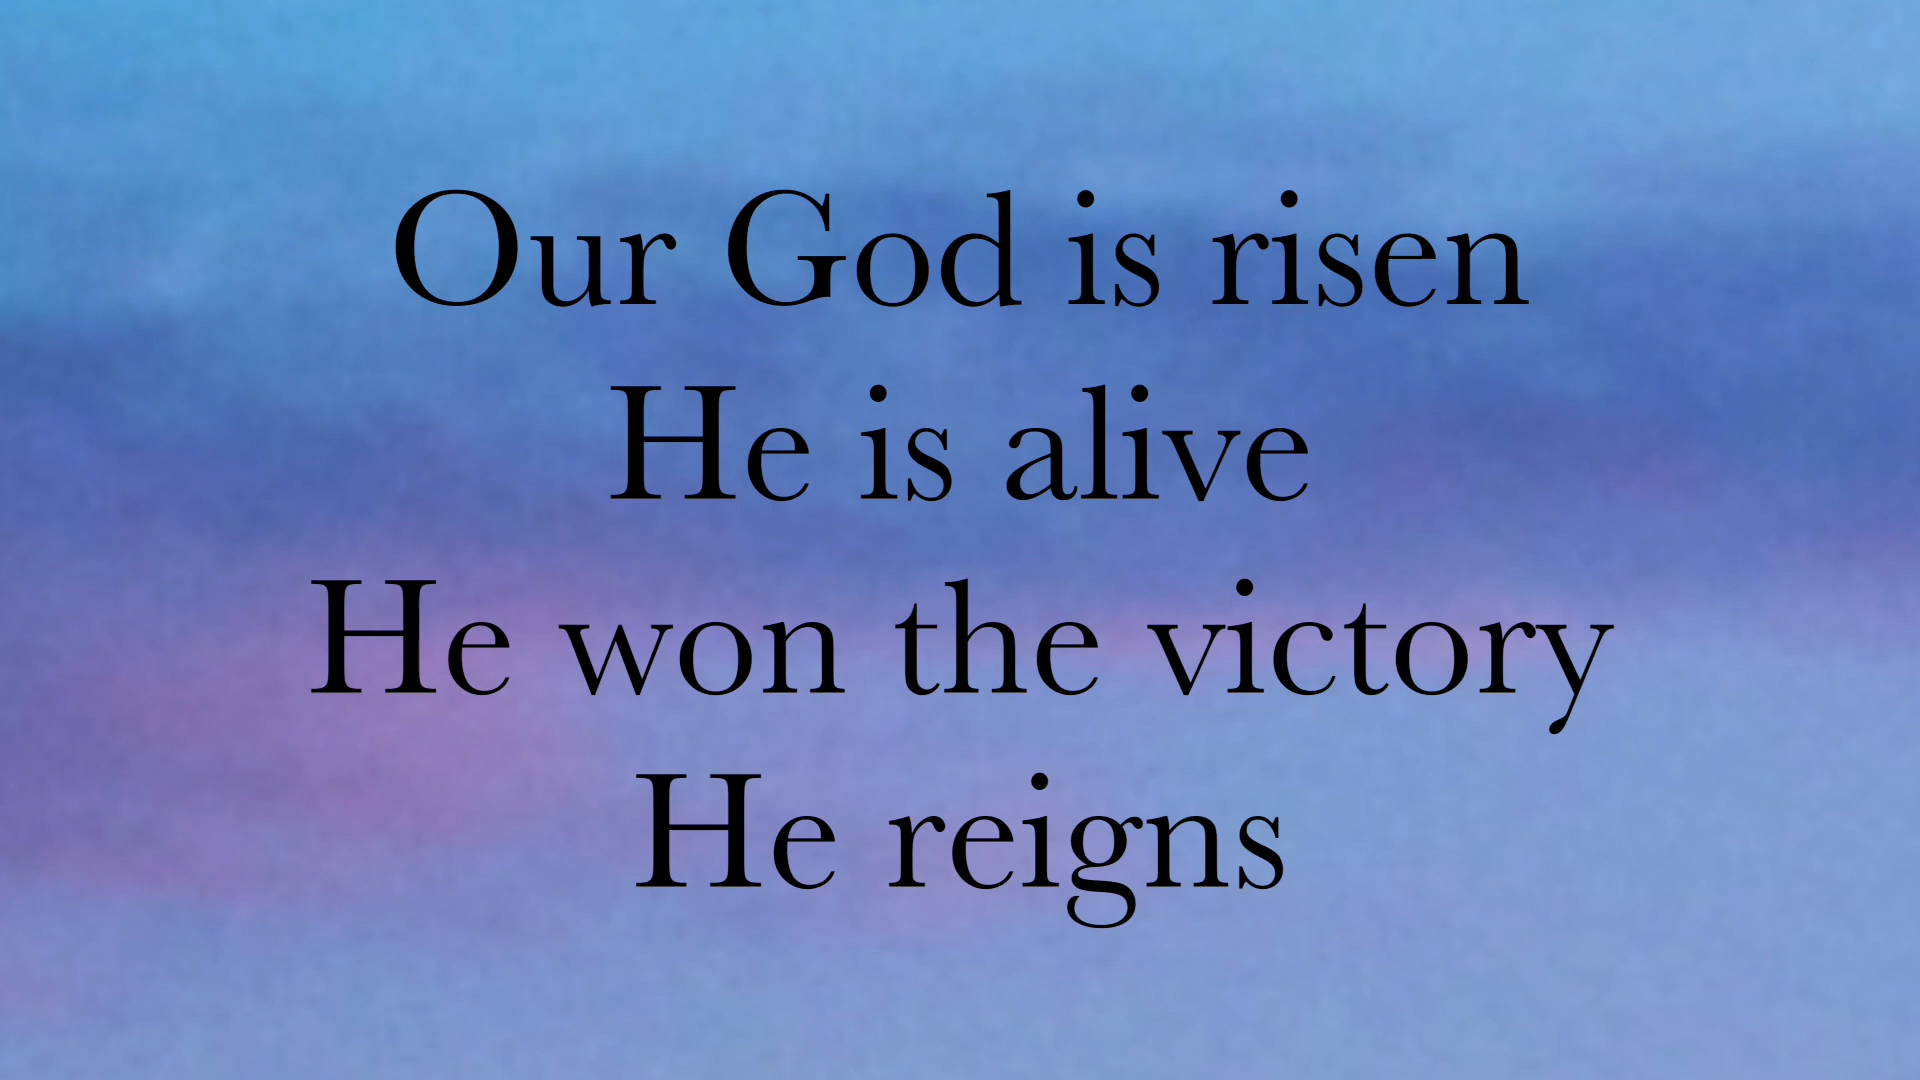 Our God is risen
He is alive
He won the victory
He reigns